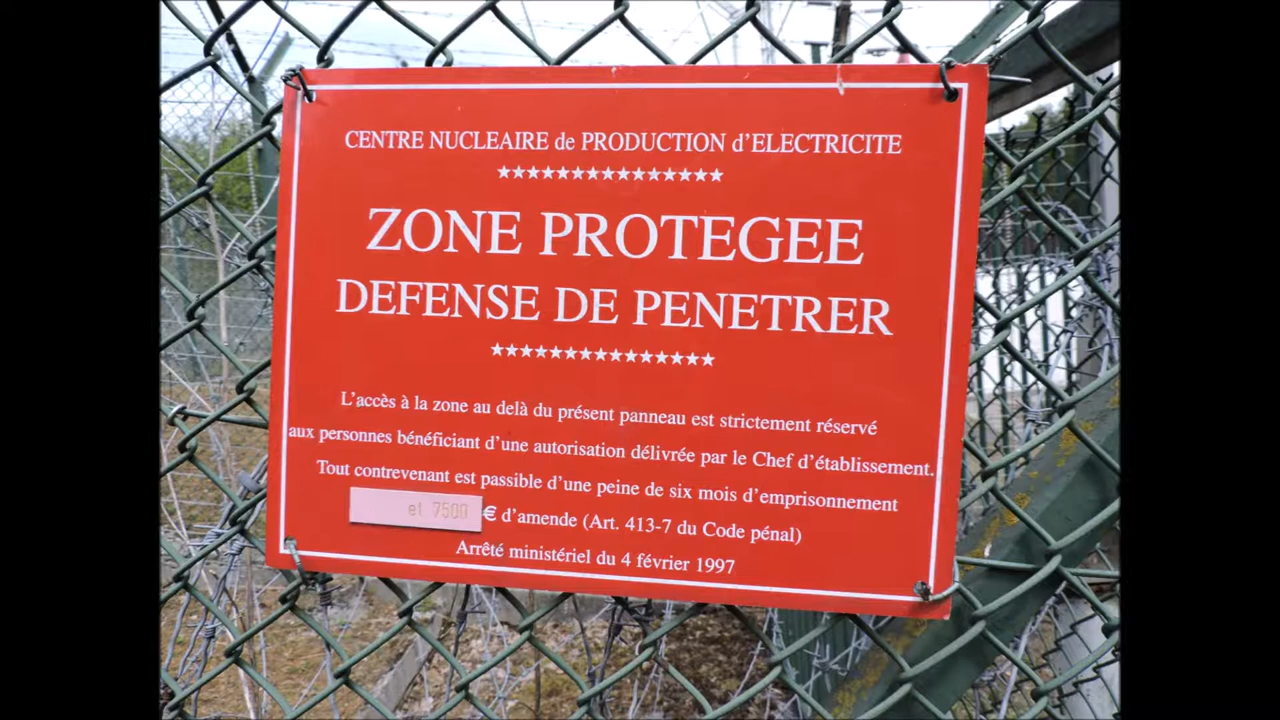 CENTRE NUCLEAIRE de PRODUCTION d'ELECTRICITE
★★★★★★★★★★★★★★★
ZONE PROTEGEE
DEFENSE DE PENETRER
★★★★★★★★★★★★★★★
L'accès à la zone au delà du présent panneau est strictement réservé
aux personnes bénéficiant d'une autorisation délivrée par le Chef d'établissement.
Tout contrevenant est passible d'une peine de six mois d'emprisonnement
et 7500 € d'amende (Art. 413-7 du Code pénal)
Arrêté ministériel du 4 février 1997